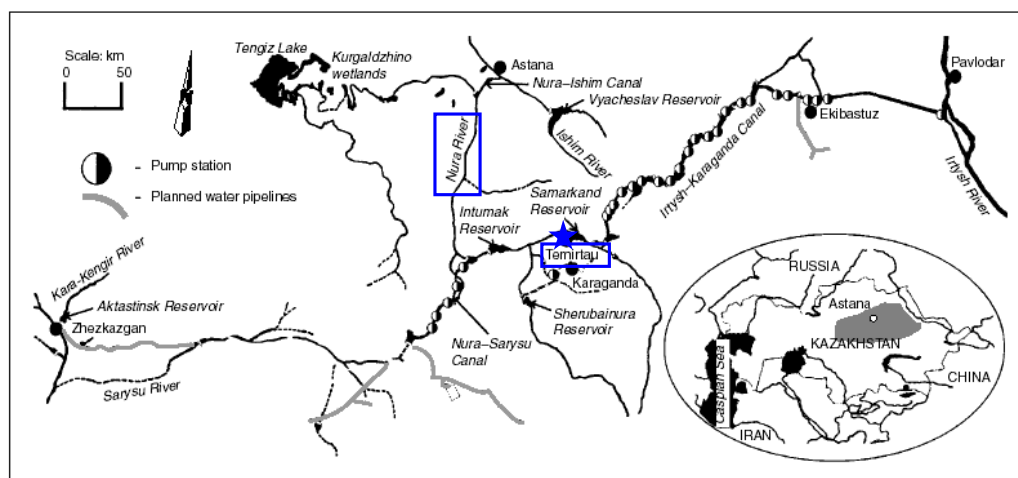 Scale: km
0 50
Tengiz Lake
Kurgaldzhino
wetlands
Astana
Nura–Ishim Canal
Vyacheslav Reservoir
Pavlodar
Ekibastuz
Nura River
Ishim River
Irtysh–Karaganda Canal
Irtysh River
- Pump station
- Planned water pipelines
Samarkand
Reservoir
Intumak
Reservoir
Temirtau
Karaganda
Kara-Kengir River
Aktastinsk Reservoir
Zhezkazgan
Sherubainura
Reservoir
Nura–Sarysu
Canal
Sarysu River
RUSSIA
Astana
KAZAKHSTAN
CHINA
Caspian Sea
IRAN